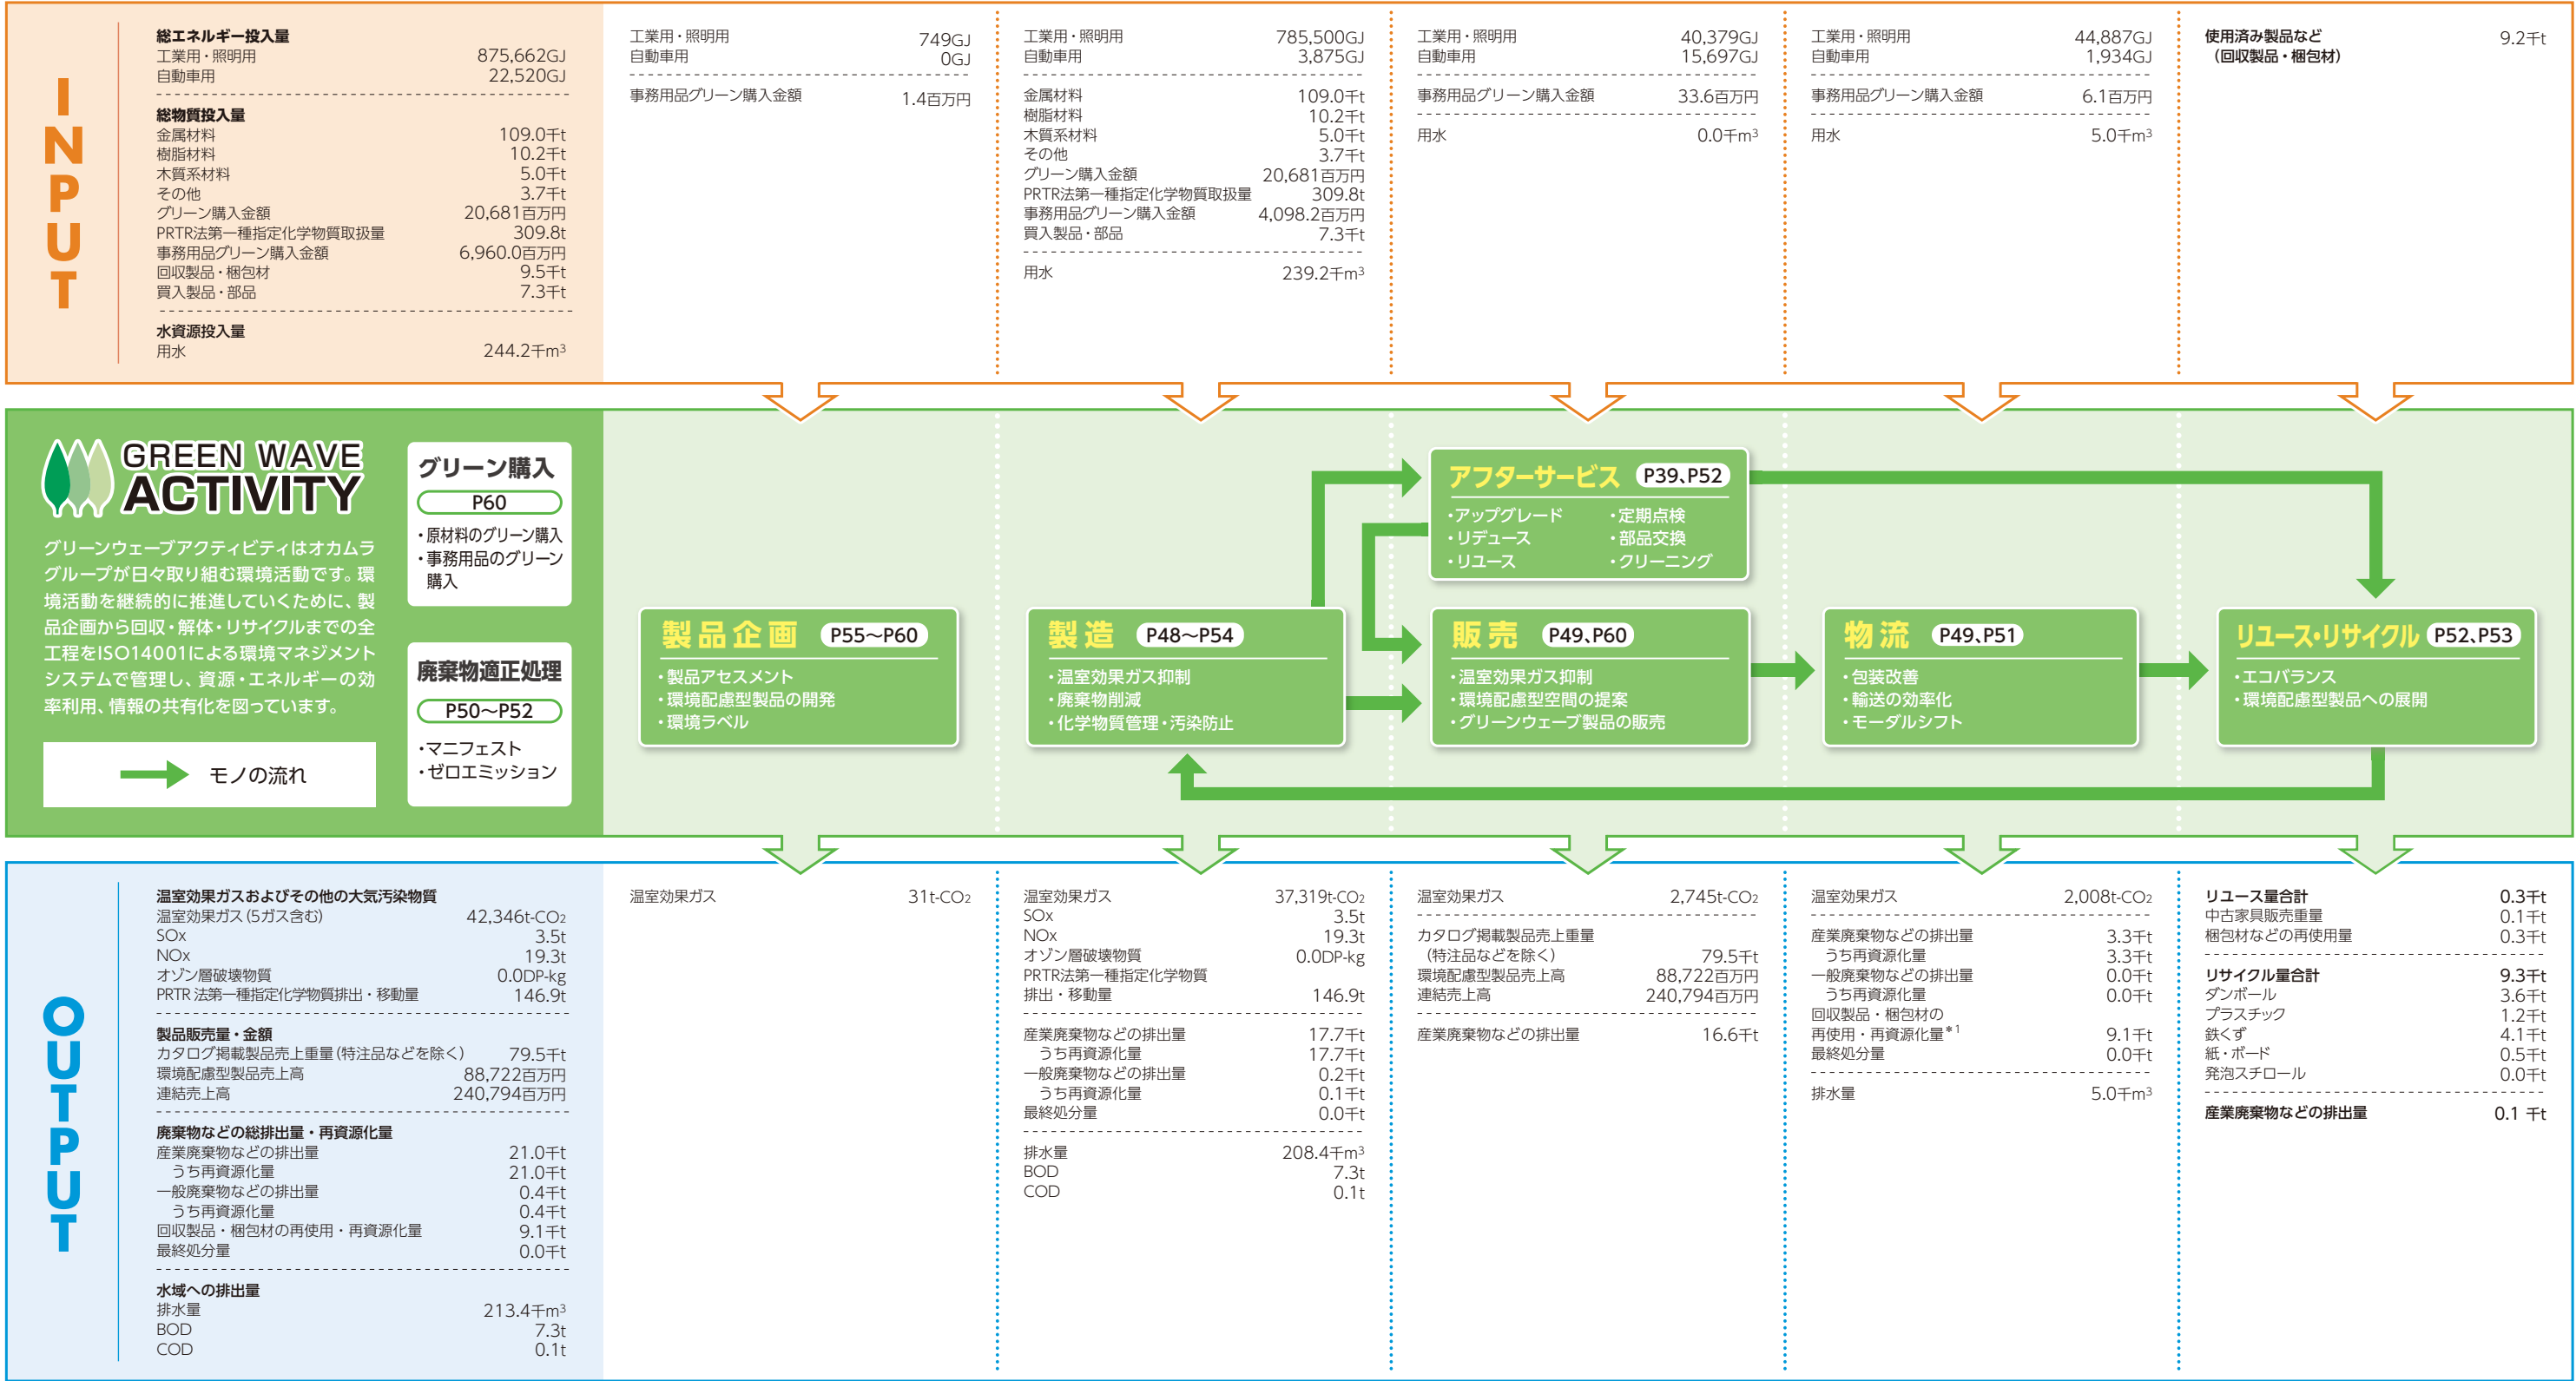 INPUT
総エネルギー投入量
工業用・照明用 875,662GJ
自動車用 22,520GJ
総物質投入量
金属材料 109.0千t
樹脂材料 10.2千t
木質系材料 5.0千t
その他 3.7千t
グリーン購入金額 20,681百万円
PRTR法第一種指定化学物質取扱量 309.8t
事務用品グリーン購入金額 6,960.0百万円
回収製品・梱包材 9.5千t
買入製品・部品 7.3千t
水資源投入量
用水 244.2千m³
工業用・照明用 749GJ
自動車用 0GJ
事務用品グリーン購入金額 1.4百万円
工業用・照明用 785,500GJ
自動車用 3,875GJ
金属材料 109.0千t
樹脂材料 10.2千t
木質系材料 5.0千t
その他 3.7千t
グリーン購入金額 20,681百万円
PRTR法第一種指定化学物質取扱量 309.8t
事務用品グリーン購入金額 4,098.2百万円
買入製品・部品 7.3千t
用水 239.2千m³
工業用・照明用 40,379GJ
自動車用 15,697GJ
事務用品グリーン購入金額 33.6百万円
用水 0.0千m³
工業用・照明用 44,887GJ
自動車用 1,934GJ
事務用品グリーン購入金額 6.1百万円
用水 5.0千m³
使用済み製品など 9.2千t
(回収製品・梱包材)
GREEN WAVE
ACTIVITY
グリーンウェーブアクティビティはオカムラ
グループが日々取り組む環境活動です。環
境活動を継続的に推進していくために、製
品企画から回収・解体・リサイクルまでの全
工程をISO14001による環境マネジメント
システムで管理し、資源・エネルギーの効
率利用、情報の共有化を図っています。
モノの流れ
グリーン購入
P60
・原材料のグリーン購入
・事務用品のグリーン
購入
廃棄物適正処理
P50〜P52
・マニフェスト
・ゼロエミッション
製品企画 P55〜P60
・製品アセスメント
・環境配慮型製品の開発
・環境ラベル
製造 P48〜P54
・温室効果ガス抑制
・廃棄物削減
・化学物質管理・汚染防止
アフターサービス P39、P52
・アップグレード ・定期点検
・リデュース ・部品交換
・リユース ・クリーニング
販売 P49、P60
・温室効果ガス抑制
・環境配慮型空間の提案
・グリーンウェーブ製品の販売
物流 P49、P51
・包装改善
・輸送の効率化
・モーダルシフト
リユース・リサイクル P52、P53
・エコバランス
・環境配慮型製品への展開
OUTPUT
温室効果ガスおよびその他の大気汚染物質
温室効果ガス(5ガス含む) 42,346t-CO₂
SOx 3.5t
NOx 19.3t
オゾン層破壊物質 0.0DP-kg
PRTR 法第一種指定化学物質排出・移動量 146.9t
製品販売量・金額
カタログ掲載製品売上重量(特注品などを除く) 79.5千t
環境配慮型製品売上高 88,722百万円
連結売上高 240,794百万円
廃棄物などの総排出量・再資源化量
産業廃棄物などの排出量 21.0千t
うち再資源化量 21.0千t
一般廃棄物などの排出量 0.4千t
うち再資源化量 0.4千t
回収製品・梱包材の再使用・再資源化量 9.1千t
最終処分量 0.0千t
水域への排出量
排水量 213.4千m³
BOD 7.3t
COD 0.1t
温室効果ガス 31t-CO₂
温室効果ガス 37,319t-CO₂
SOx 3.5t
NOx 19.3t
オゾン層破壊物質 0.0DP-kg
PRTR法第一種指定化学物質
排出・移動量 146.9t
産業廃棄物などの排出量 17.7千t
うち再資源化量 17.7千t
一般廃棄物などの排出量 0.2千t
うち再資源化量 0.1千t
最終処分量 0.0千t
排水量 208.4千m³
BOD 7.3t
COD 0.1t
温室効果ガス 2,745t-CO₂
カタログ掲載製品売上重量
(特注品などを除く) 79.5千t
環境配慮型製品売上高 88,722百万円
連結売上高 240,794百万円
産業廃棄物などの排出量 16.6千t
温室効果ガス 2,008t-CO₂
産業廃棄物などの排出量 3.3千t
うち再資源化量 3.3千t
一般廃棄物などの排出量 0.0千t
うち再資源化量 0.0千t
回収製品・梱包材の
再使用・再資源化量*1 9.1千t
最終処分量 0.0千t
排水量 5.0千m³
リユース量合計 0.3千t
中古家具販売重量 0.1千t
梱包材などの再使用量 0.3千t
リサイクル量合計 9.3千t
ダンボール 3.6千t
プラスチック 1.2千t
鉄くず 4.1千t
紙・ボード 0.5千t
発泡スチロール 0.0千t
産業廃棄物などの排出量 0.1 千t